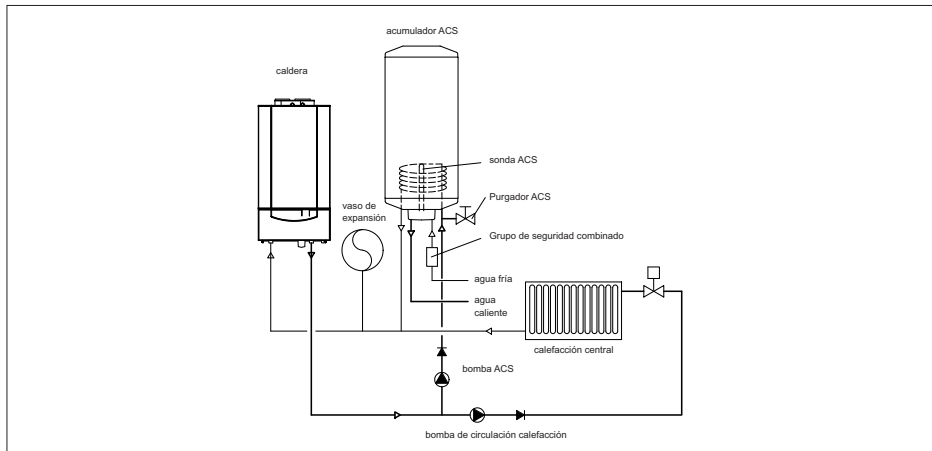 acumulador ACS
caldera
sonda ACS
Purgador ACS
vaso de
expansión
Grupo de seguridad combinado
agua fría
agua
caliente
calefacción central
bomba ACS
bomba de circulación calefacción